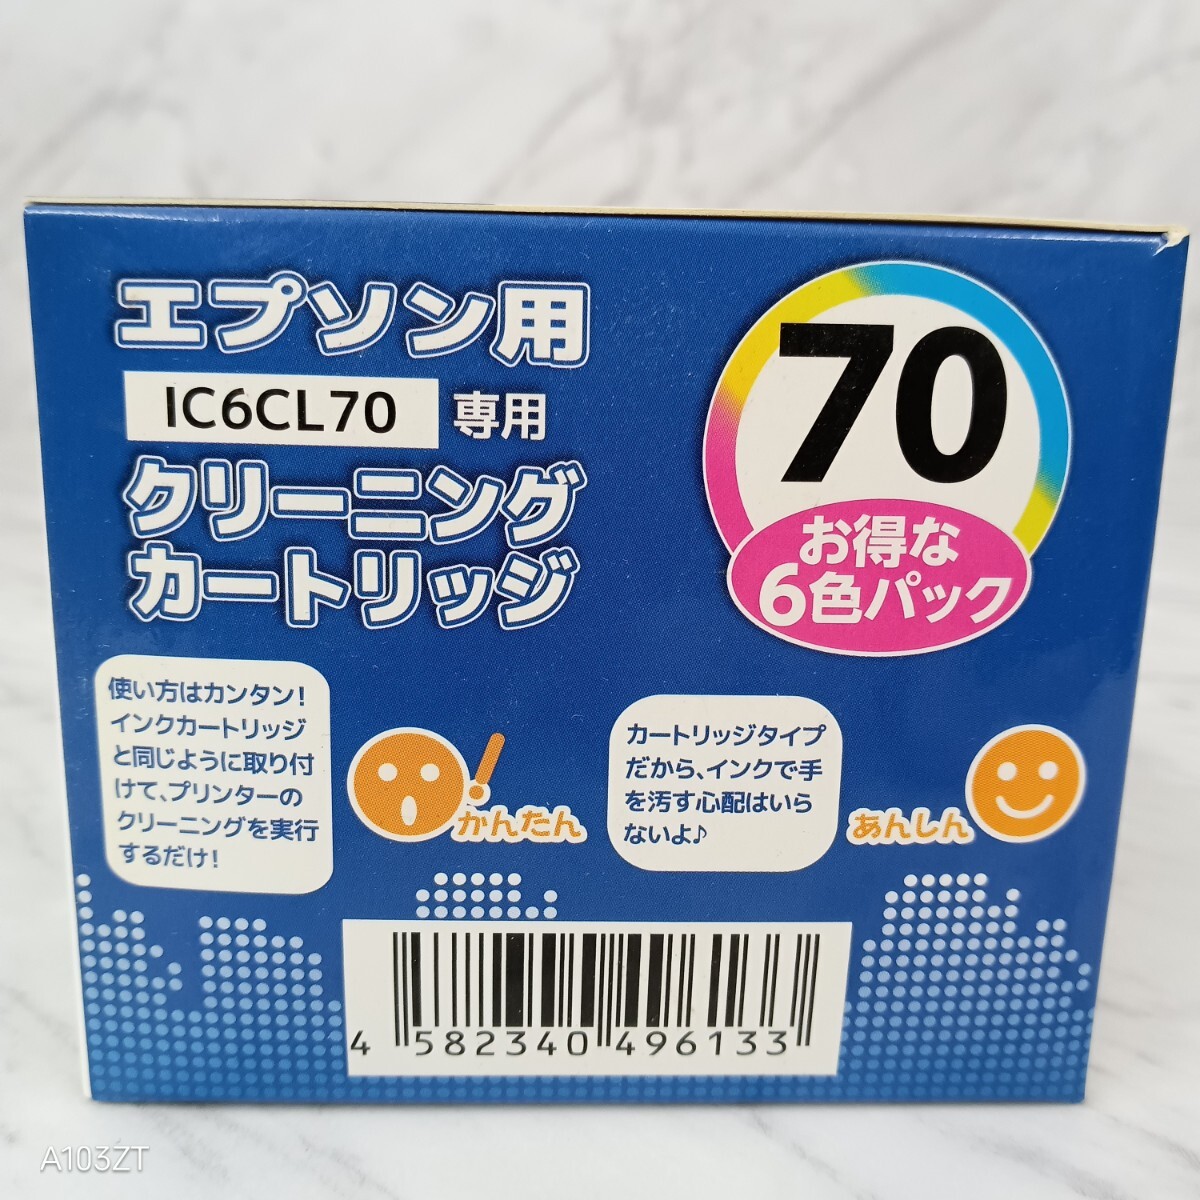 エプソン用
IC6CL70 専用
クリーニング
カートリッジ
70
お得な
6色パック
使い方はカンタン!
インクカートリッジ
と同じように取り付
けて、プリンターの
クリーニングを実行
するだけ!
かんたん
カートリッジタイプ
だから、インクで手
を汚す心配はいら
ないよ♪
あんしん
4 582340 496133
A103ZT